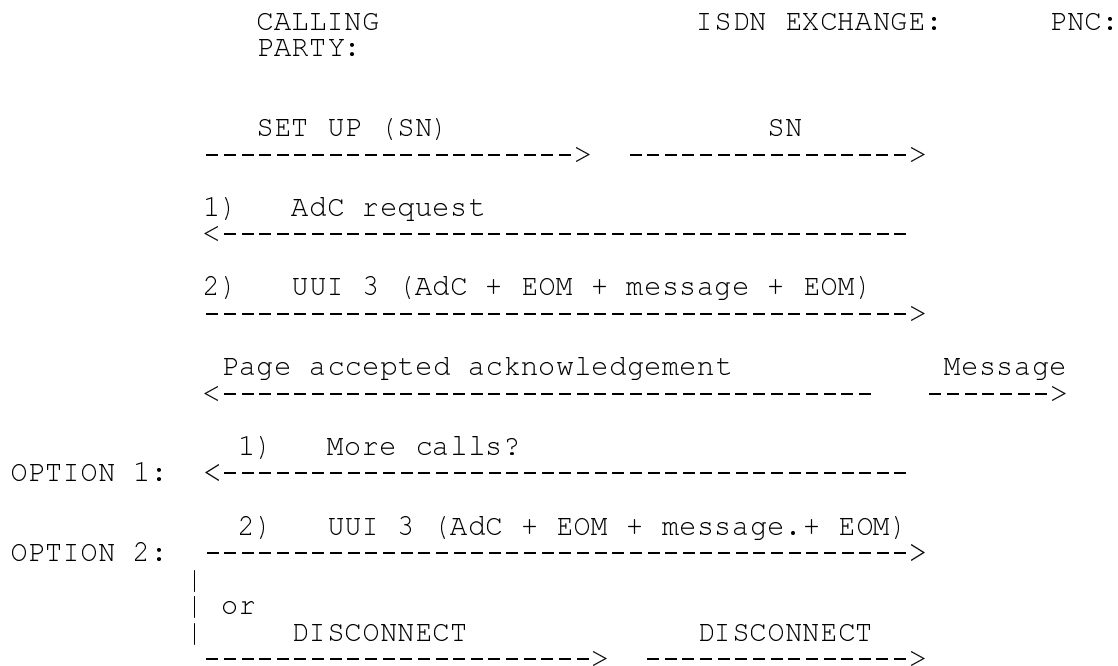 CALLING ISDN EXCHANGE: PNC:
PARTY:
SET UP (SN) SN
--------------------> ---------------->
1) AdC request
<---------------------------------------
2) UUI 3 (AdC + EOM + message + EOM)
---------------------------------------->
Page accepted acknowledgement Message
<------------------------------------- ------->
1) More calls?
OPTION 1: <---------------------------------------
2) UUI 3 (AdC + EOM + message.+ EOM)
OPTION 2: ---------------------------------------->
|
| or
| DISCONNECT DISCONNECT
----------------------> --------------->